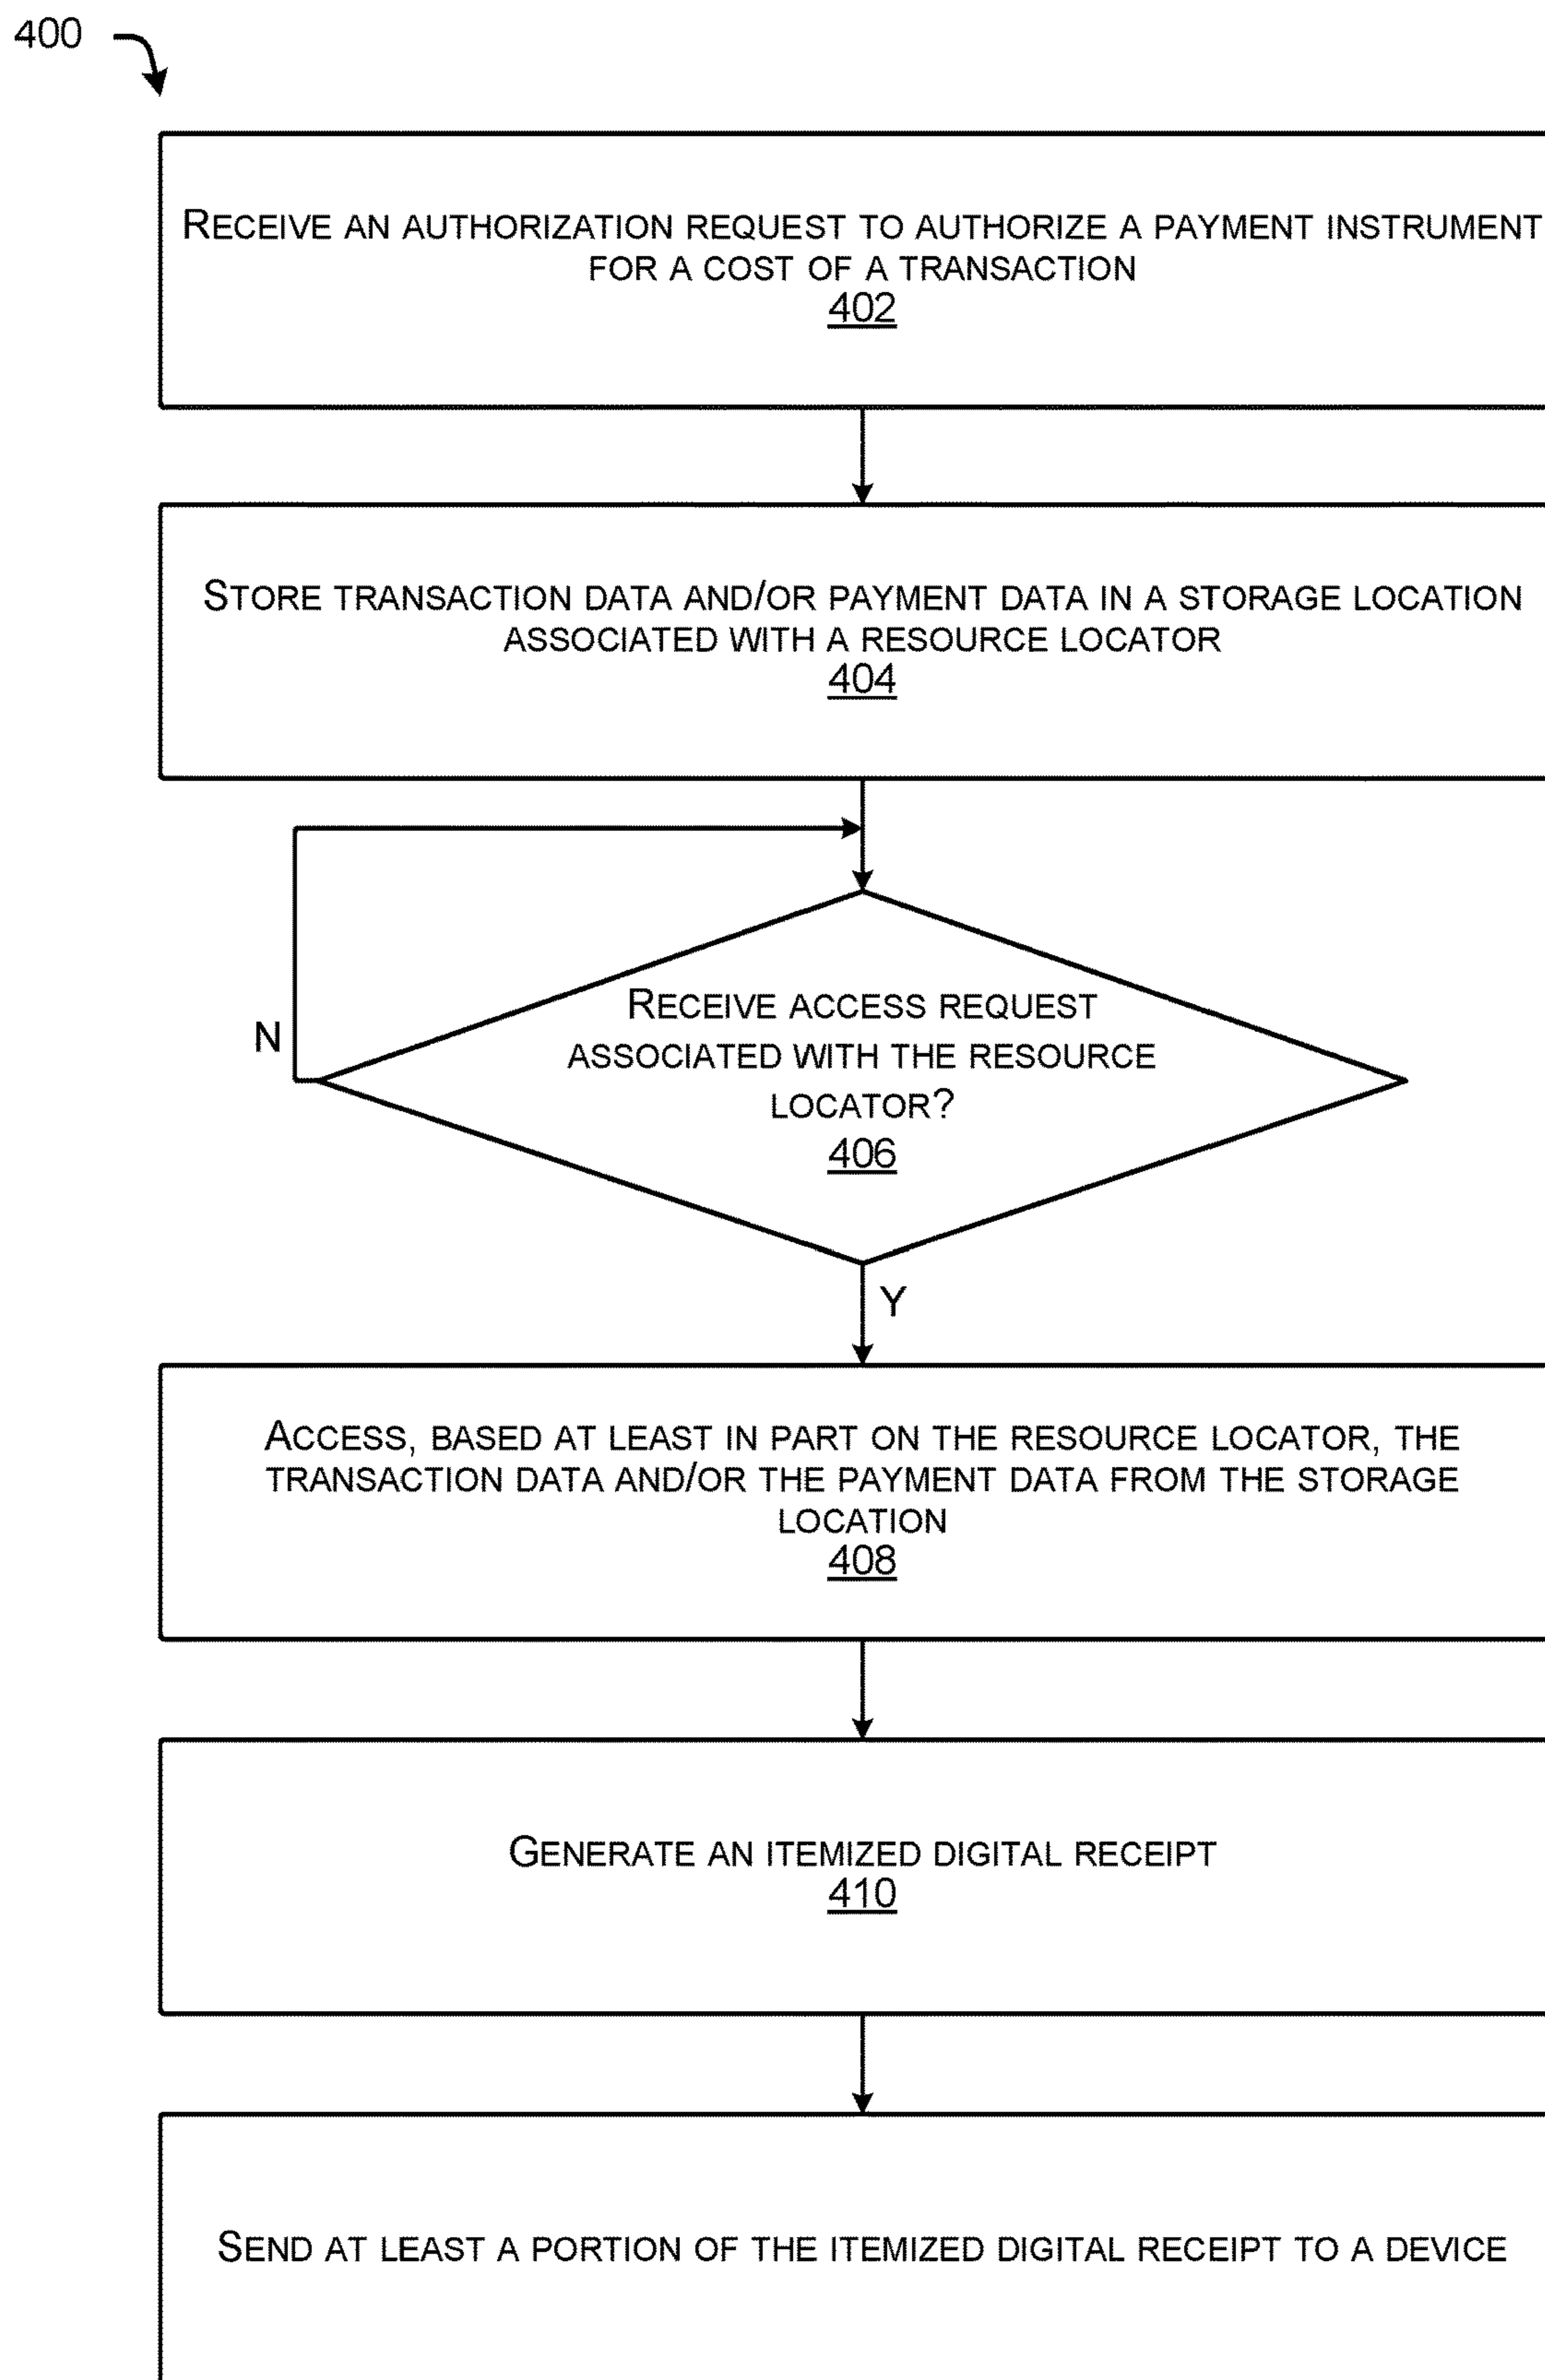 400
RECEIVE AN AUTHORIZATION REQUEST TO AUTHORIZE A PAYMENT INSTRUMENT
FOR A COST OF A TRANSACTION
402
STORE TRANSACTION DATA AND/OR PAYMENT DATA IN A STORAGE LOCATION
ASSOCIATED WITH A RESOURCE LOCATOR
404
N
RECEIVE ACCESS REQUEST
ASSOCIATED WITH THE RESOURCE
LOCATOR?
406
Y
ACCESS, BASED AT LEAST IN PART ON THE RESOURCE LOCATOR, THE
TRANSACTION DATA AND/OR THE PAYMENT DATA FROM THE STORAGE
LOCATION
408
GENERATE AN ITEMIZED DIGITAL RECEIPT
410
SEND AT LEAST A PORTION OF THE ITEMIZED DIGITAL RECEIPT TO A DEVICE